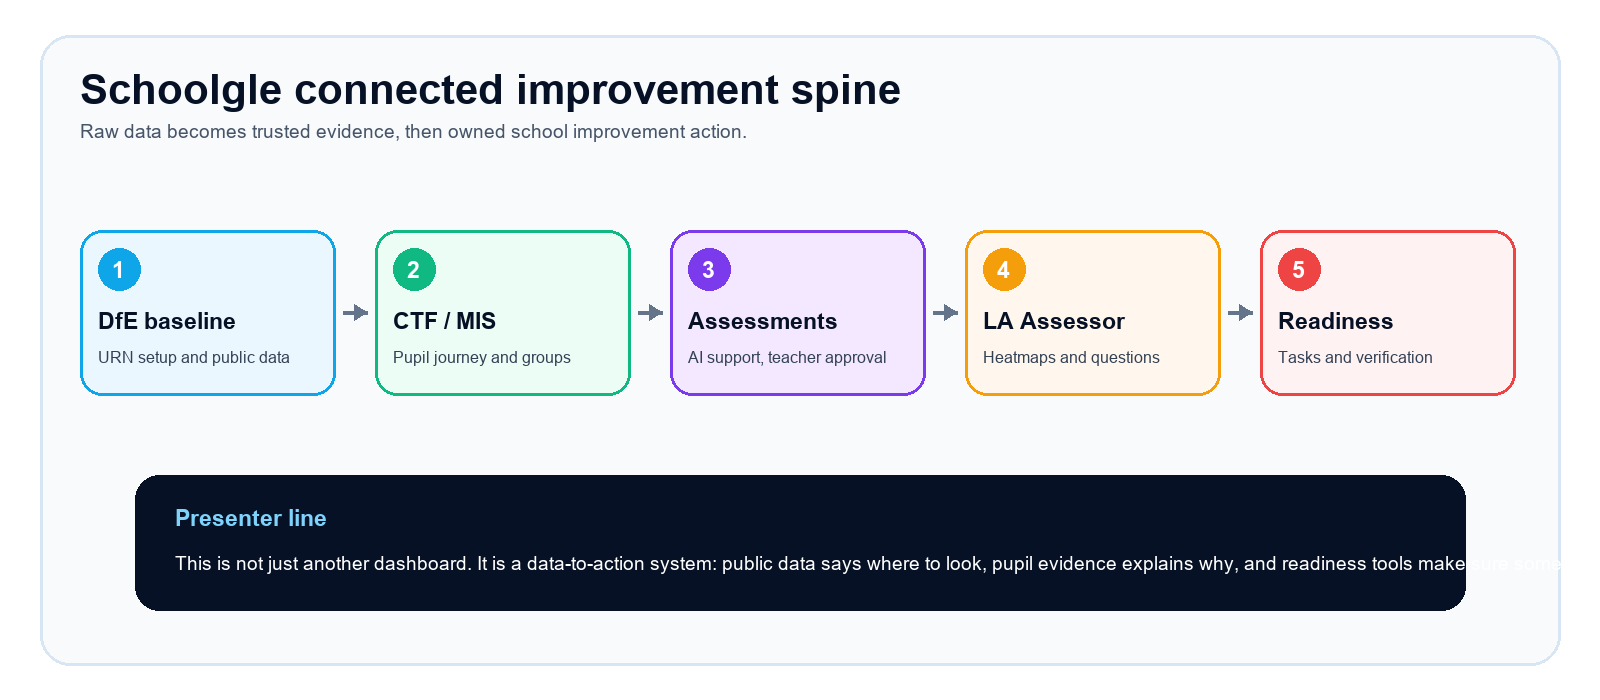 Schoolgle connected improvement spine
Raw data becomes trusted evidence, then owned school improvement action.
1
DfE baseline
URN setup and public data
2
CTF / MIS
Pupil journey and groups
3
Assessments
AI support, teacher approval
4
LA Assessor
Heatmaps and questions
5
Readiness
Tasks and verification
Presenter line
This is not just another dashboard. It is a data-to-action system: public data says where to look, pupil evidence explains why, and readiness tools make sure some